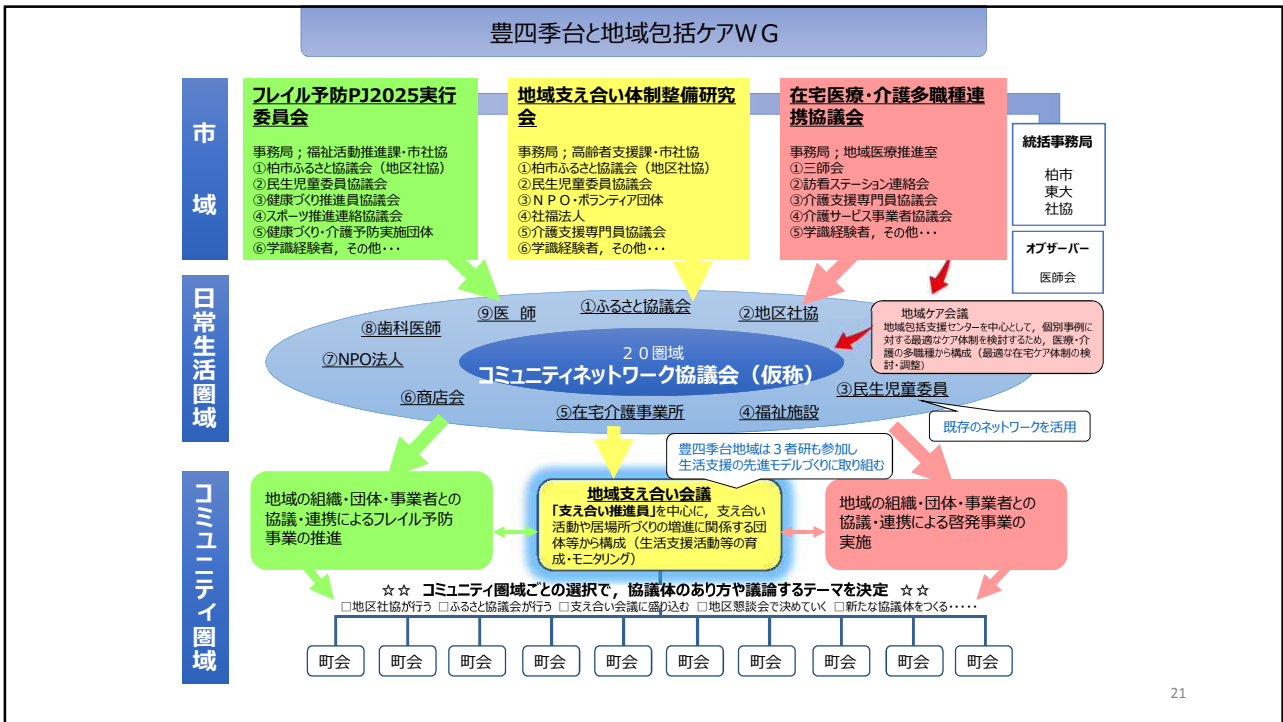 豊四季台と地域包括ケアWG
市域
フレイル予防PJ2025実行
委員会
事務局；福祉活動推進課・市社協
①柏市ふるさと協議会（地区社協）
②民生児童委員協議会
③健康づくり推進員協議会
④スポーツ推進連絡協議会
⑤健康づくり・介護予防実施団体
⑥学識経験者，その他・・・
地域支え合い体制整備研究
会
事務局；高齢者支援課・市社協
①柏市ふるさと協議会（地区社協）
②民生児童委員協議会
③ＮＰＯ・ボランティア団体
④社福法人
⑤介護支援専門員協議会
⑥学識経験者，その他・・・
在宅医療・介護多職種連
携協議会
事務局；地域医療推進室
①三師会
②訪看ステーション連絡会
③介護支援専門員協議会
④介護サービス事業者協議会
⑤学識経験者，その他・・・
統括事務局
柏市
東大
社協
オブザーバー
医師会
日常生活圏域
①ふるさと協議会
②地区社協
③民生児童委員
④福祉施設
⑤在宅介護事業所
⑥商店会
⑦NPO法人
⑧歯科医師
⑨医　師
２０圏域
コミュニティネットワーク協議会（仮称）
地域ケア会議
地域包括支援センターを中心として，個別事例に
対する最適なケア体制を検討するため，医療・介
護の多職種から構成（最適な在宅ケア体制の検
討・調整）
既存のネットワークを活用
豊四季台地域は３者研も参加し
生活支援の先進モデルづくりに取り組む
コミュニティ圏域
地域の組織・団体・事業者との
協議・連携によるフレイル予防
事業の推進
地域支え合い会議
「支え合い推進員」を中心に，支え合い
活動や居場所づくりの増進に関係する団
体等から構成（生活支援活動等の育
成・モニタリング）
地域の組織・団体・事業者との
協議・連携による啓発事業の
実施
☆☆ コミュニティ圏域ごとの選択で，協議体のあり方や議論するテーマを決定 ☆☆
□地区社協が行う □ふるさと協議会が行う □支え合い会議に盛り込む □地区懇談会で決めていく □新たな協議体をつくる・・・・・
町会 町会 町会 町会 町会 町会 町会 町会 町会 町会
21